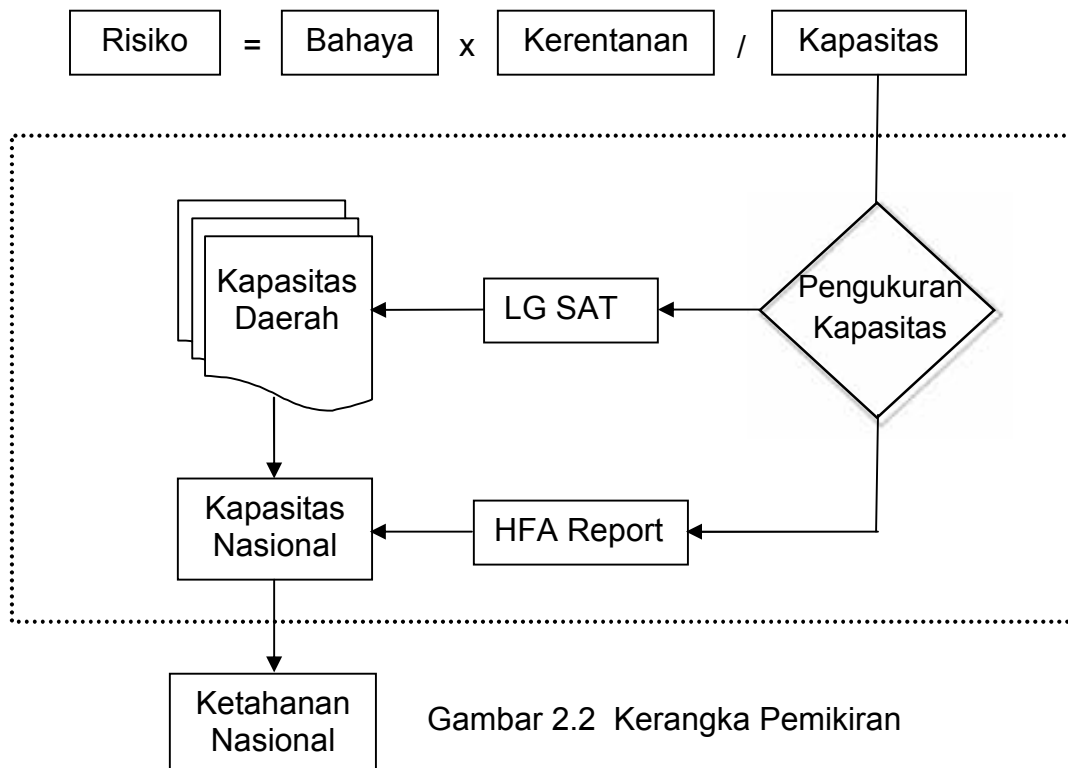 Risiko = Bahaya x Kerentanan / Kapasitas
Kapasitas
Daerah
LG SAT
Pengukuran
Kapasitas
Kapasitas
Nasional
HFA Report
Ketahanan
Nasional
Gambar 2.2 Kerangka Pemikiran